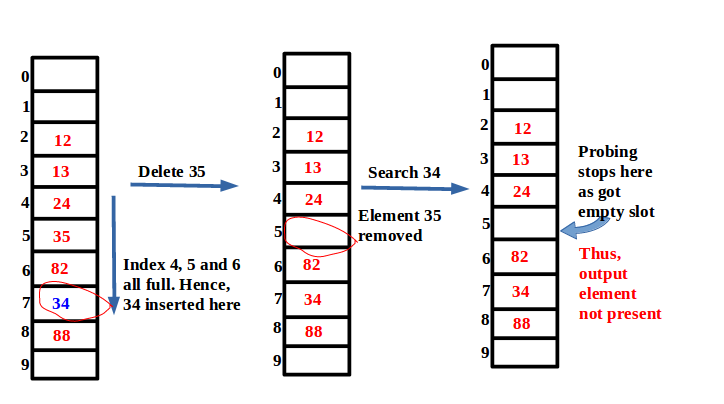 0
1
2 12
3 13
4 24
5 35
6 82
7 34
8 88
9
Delete 35
Index 4, 5 and 6
all full. Hence,
34 inserted here
0
1
2 12
3 13
4 24
5
6 82
7 34
8 88
9
Search 34
Element 35
removed
0
1
2 12
3 13
4 24
5
6 82
7 34
8 88
9
Probing
stops here
as got
empty slot
Thus,
output
element
not present